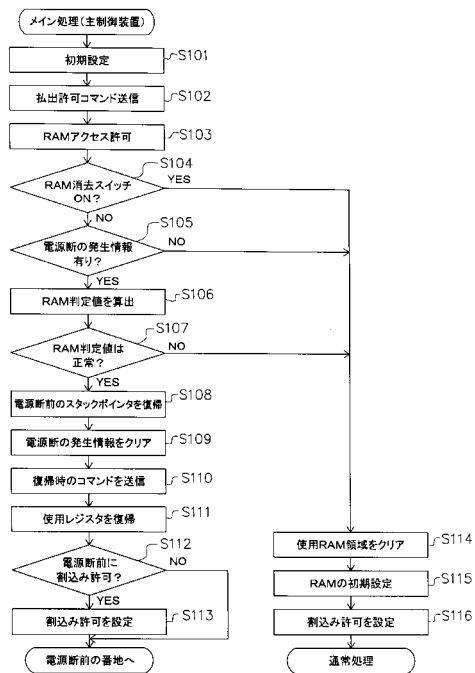 メイン処理(主制御装置)
初期設定
S101
払出許可コマンド送信
S102
RAMアクセス許可
S103
S104
RAM消去スイッチ
ON?
YES
NO
S105
電源断の発生情報
有り?
NO
YES
RAM判定値を算出
S106
S107
RAM判定値は
正常?
NO
YES
電源断前のスタックポインタを復帰
S108
電源断の発生情報をクリア
S109
復帰時のコマンドを送信
S110
使用レジスタを復帰
S111
S112
電源断前に
割込み許可?
NO
YES
割込み許可を設定
S113
電源断前の番地へ
使用RAM領域をクリア
S114
RAMの初期設定
S115
割込み許可を設定
S116
通常処理